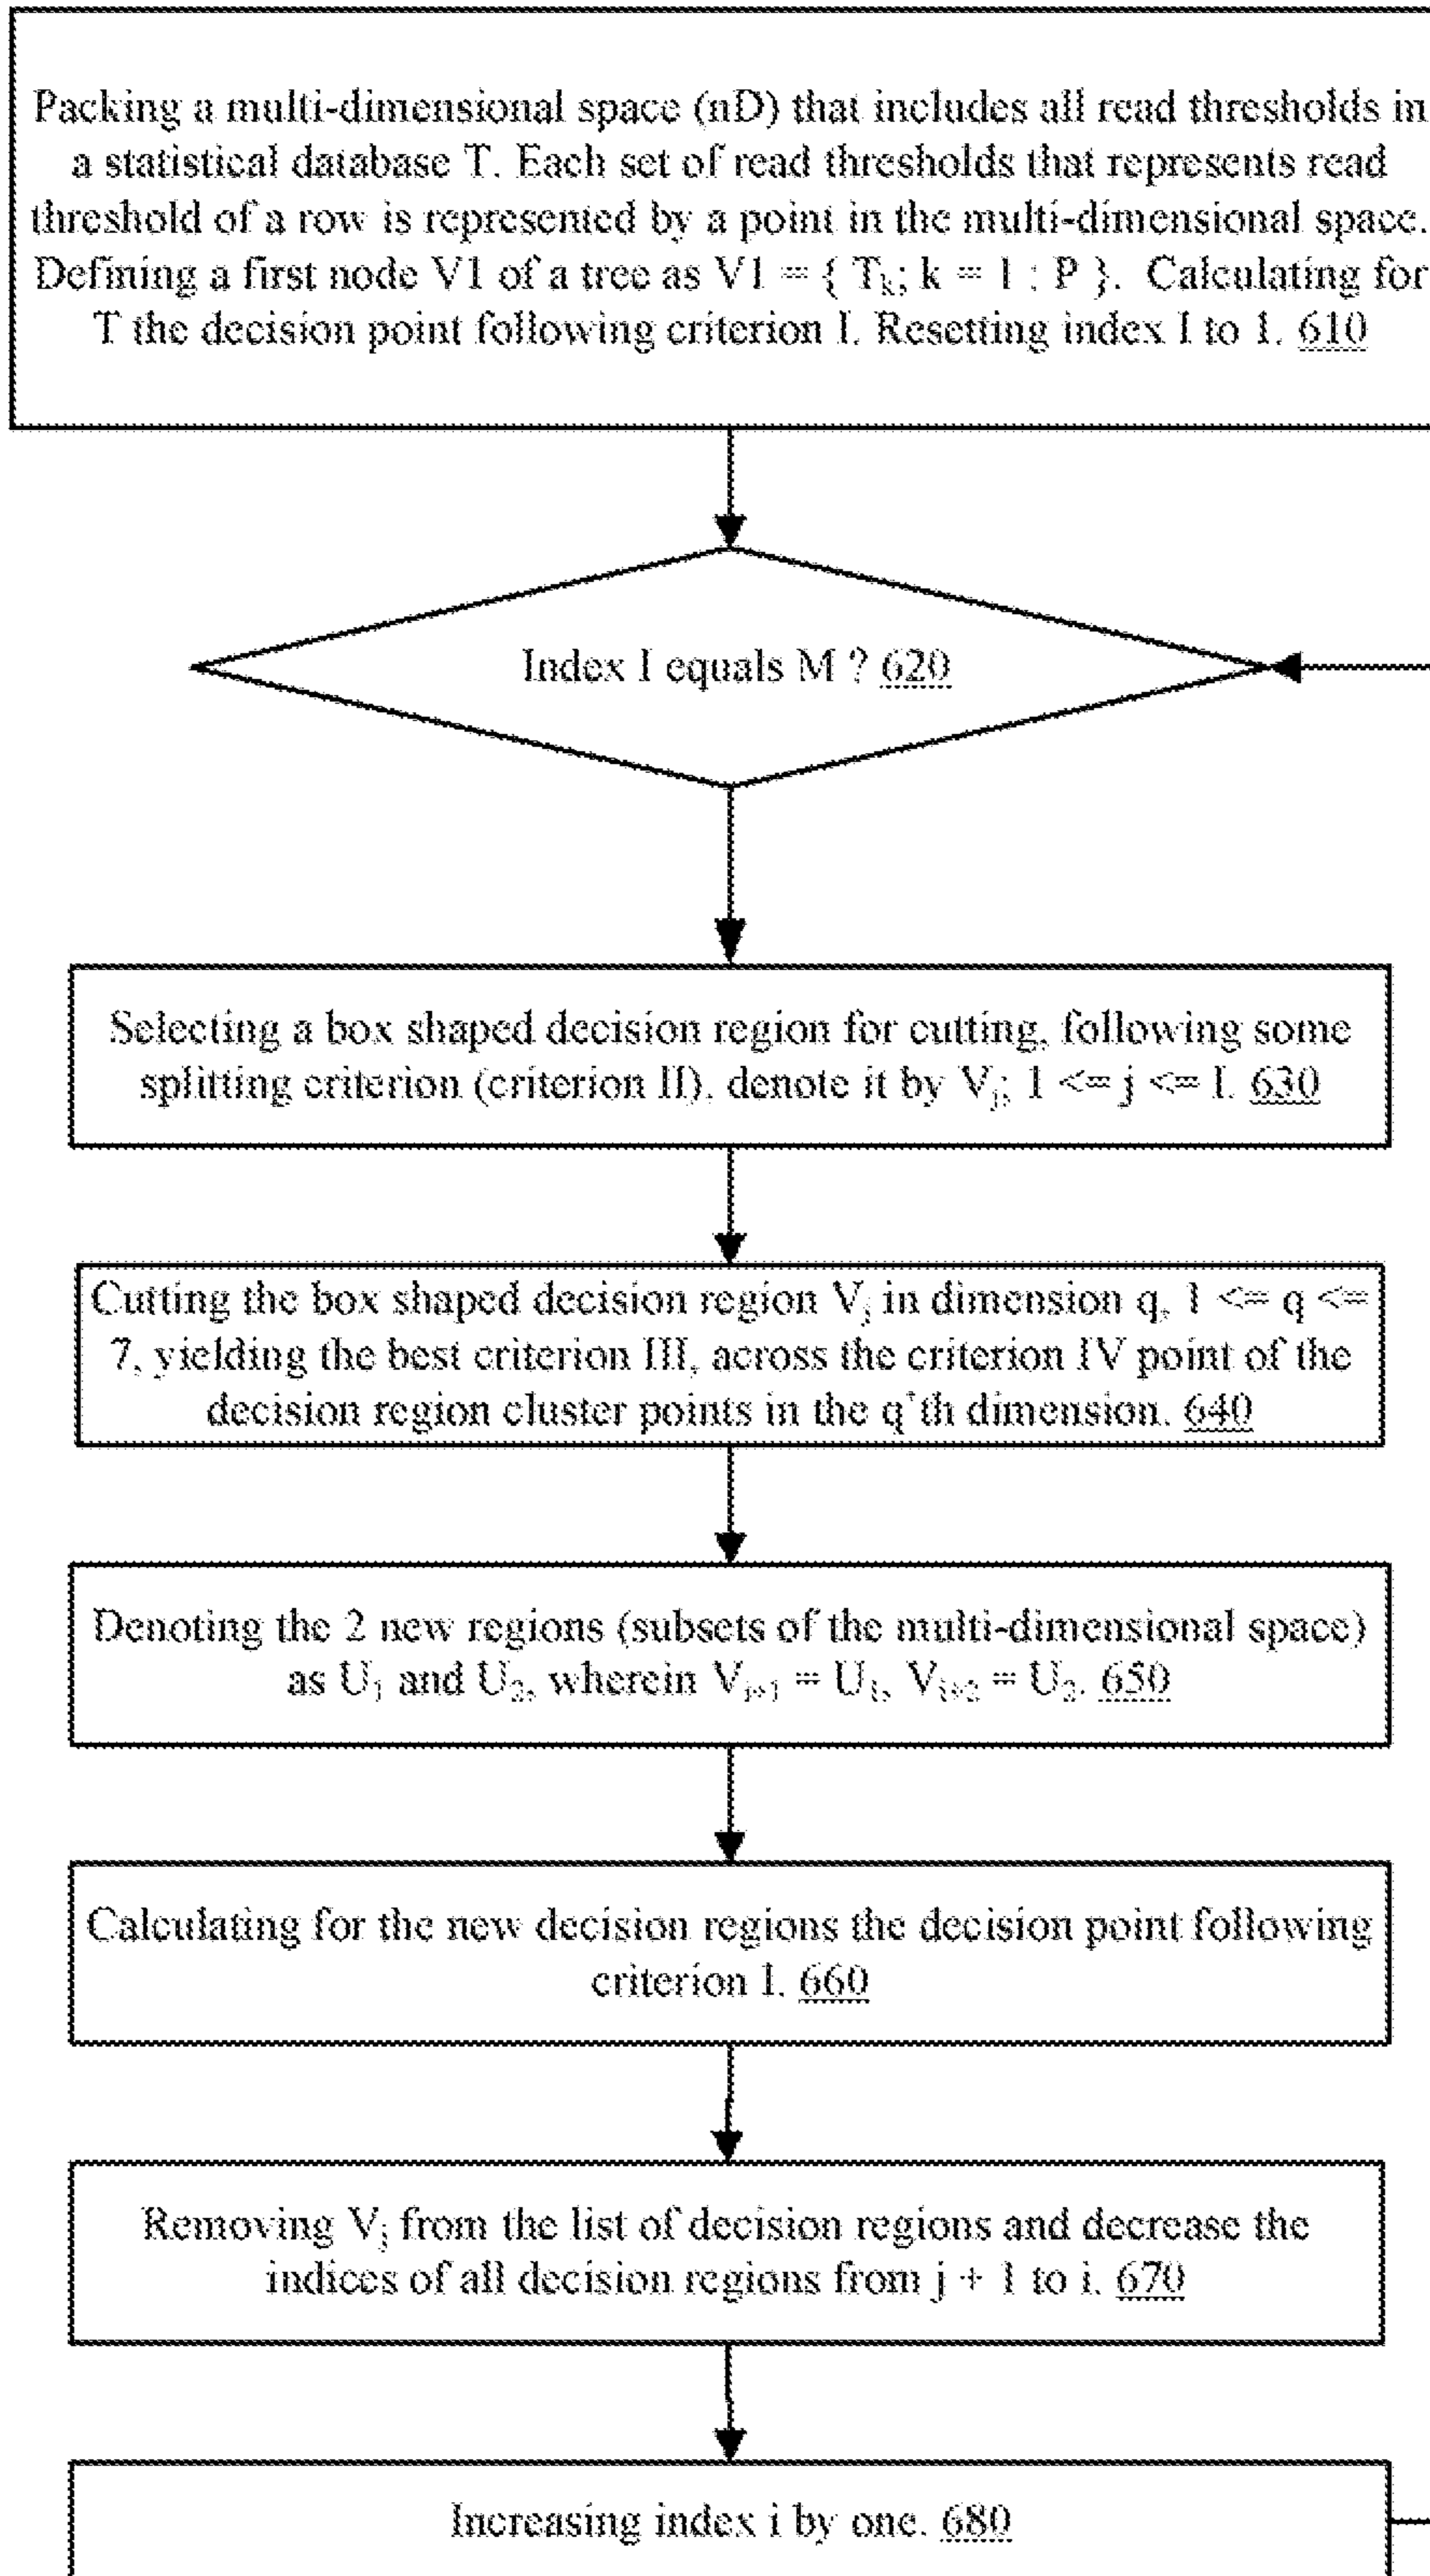 Packing a multi-dimensional space (nD) that includes all read thresholds in
a statistical database T. Each set of read thresholds that represents read
threshold of a row is represented by a point in the multi-dimensional space.
Defining a first node V1 of a tree as V1 = { Tₖ; k = 1 : P }. Calculating for
T the decision point following criterion I. Resetting index I to 1. 610
Index I equals M ? 620
Selecting a box shaped decision region for cutting, following some
splitting criterion (criterion II), denote it by Vⱼ; 1 <= j <= I. 630
Cutting the box shaped decision region Vⱼ in dimension q, 1 <= q <=
7, yielding the best criterion III, across the criterion IV point of the
decision region cluster points in the q'th dimension. 640
Denoting the 2 new regions (subsets of the multi-dimensional space)
as U₁ and U₂, wherein Vᵢ₊₁ = U₁, Vᵢ₊₂ = U₂. 650
Calculating for the new decision regions the decision point following
criterion I. 660
Removing Vⱼ from the list of decision regions and decrease the
indices of all decision regions from j + 1 to i. 670
Increasing index i by one. 680